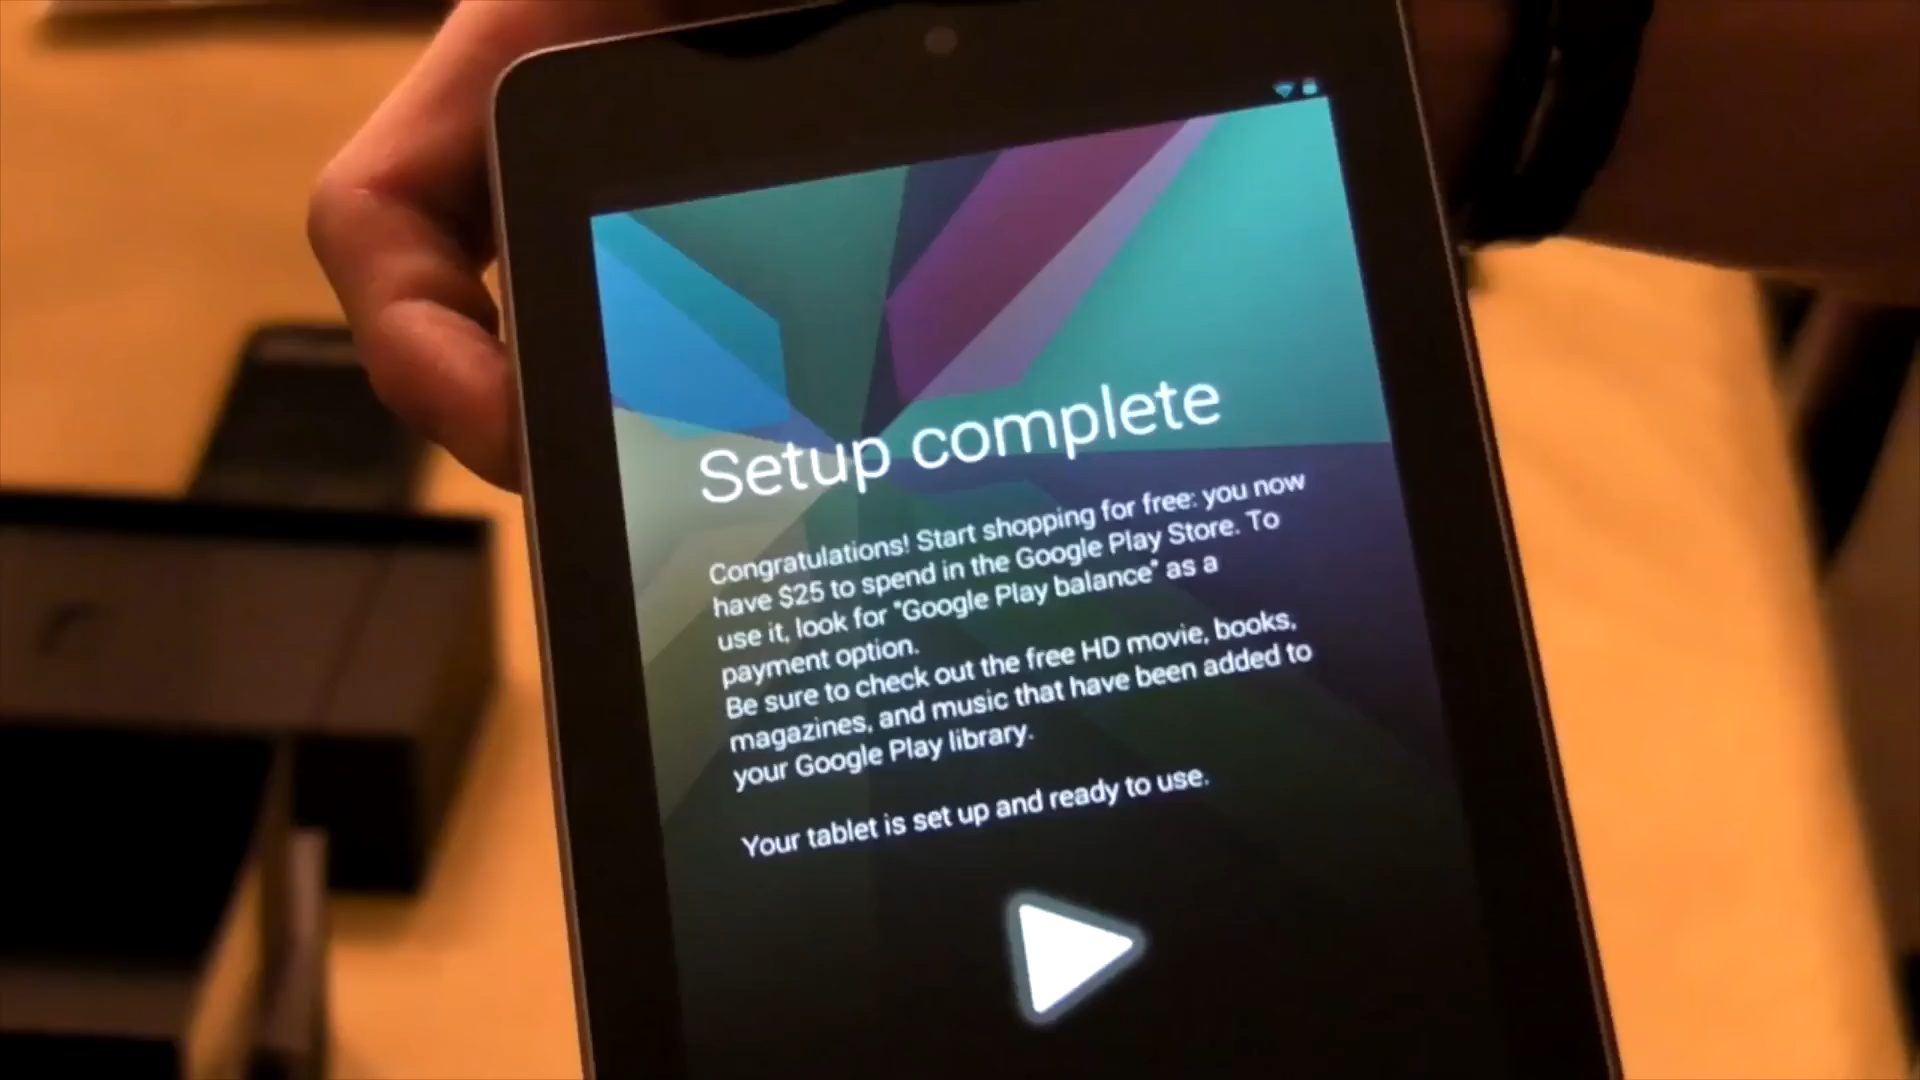 Setup complete
Congratulations! Start shopping for free: you now
have $25 to spend in the Google Play Store. To
use it, look for "Google Play balance" as a
payment option.
Be sure to check out the free HD movie, books,
magazines, and music that have been added to
your Google Play library.
Your tablet is set up and ready to use.